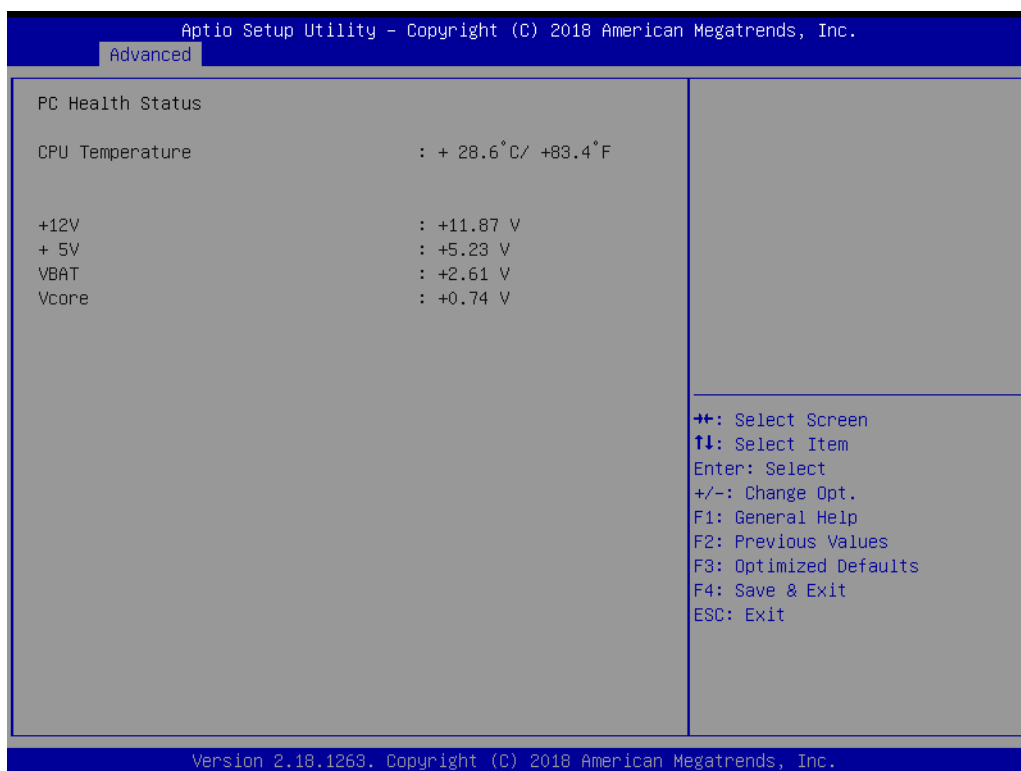 Aptio Setup Utility – Copyright (C) 2018 American Megatrends, Inc.
Advanced
PC Health Status
CPU Temperature : + 28.6°C/ +83.4°F
+12V : +11.87 V
+ 5V : +5.23 V
VBAT : +2.61 V
Vcore : +0.74 V
→←: Select Screen
↑↓: Select Item
Enter: Select
+/-: Change Opt.
F1: General Help
F2: Previous Values
F3: Optimized Defaults
F4: Save & Exit
ESC: Exit
Version 2.18.1263. Copyright (C) 2018 American Megatrends, Inc.